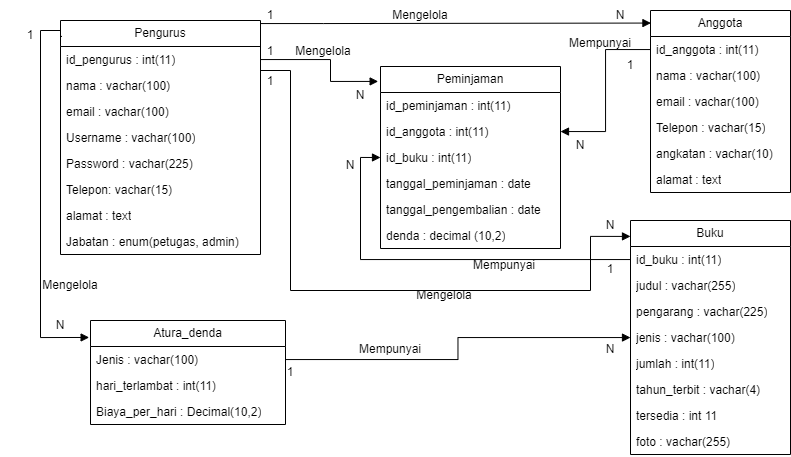 1
Mengelola
N
1
Pengurus
id_pengurus : int(11)
nama : vachar(100)
email : vachar(100)
Username : vachar(100)
Password : vachar(225)
Telepon: varchar(15)
alamat : text
Jabatan : enum(petugas, admin)
1
Mengelola
N
1
Anggota
id_anggota : int(11)
nama : vachar(100)
email : vachar(100)
Telepon : vachar(15)
angkatan : vachar(10)
alamat : text
Mempunyai
1
N
Peminjaman
id_peminjaman : int(11)
id_anggota : int(11)
id_buku : int(11)
tanggal_peminjaman : date
tanggal_pengembalian : date
denda : decimal (10,2)
N
Mempunyai
1
N
Mengelola
Buku
id_buku : int(11)
judul : vachar(255)
pengarang : vachar(225)
jenis : vachar(100)
jumlah : int(11)
tahun_terbit : vachar(4)
tersedia : int 11
foto : vachar(255)
Mengelola
N
Atura_denda
Jenis : vachar(100)
hari_terlambat : int(11)
Biaya_per_hari : Decimal(10,2)
1
Mempunyai
N